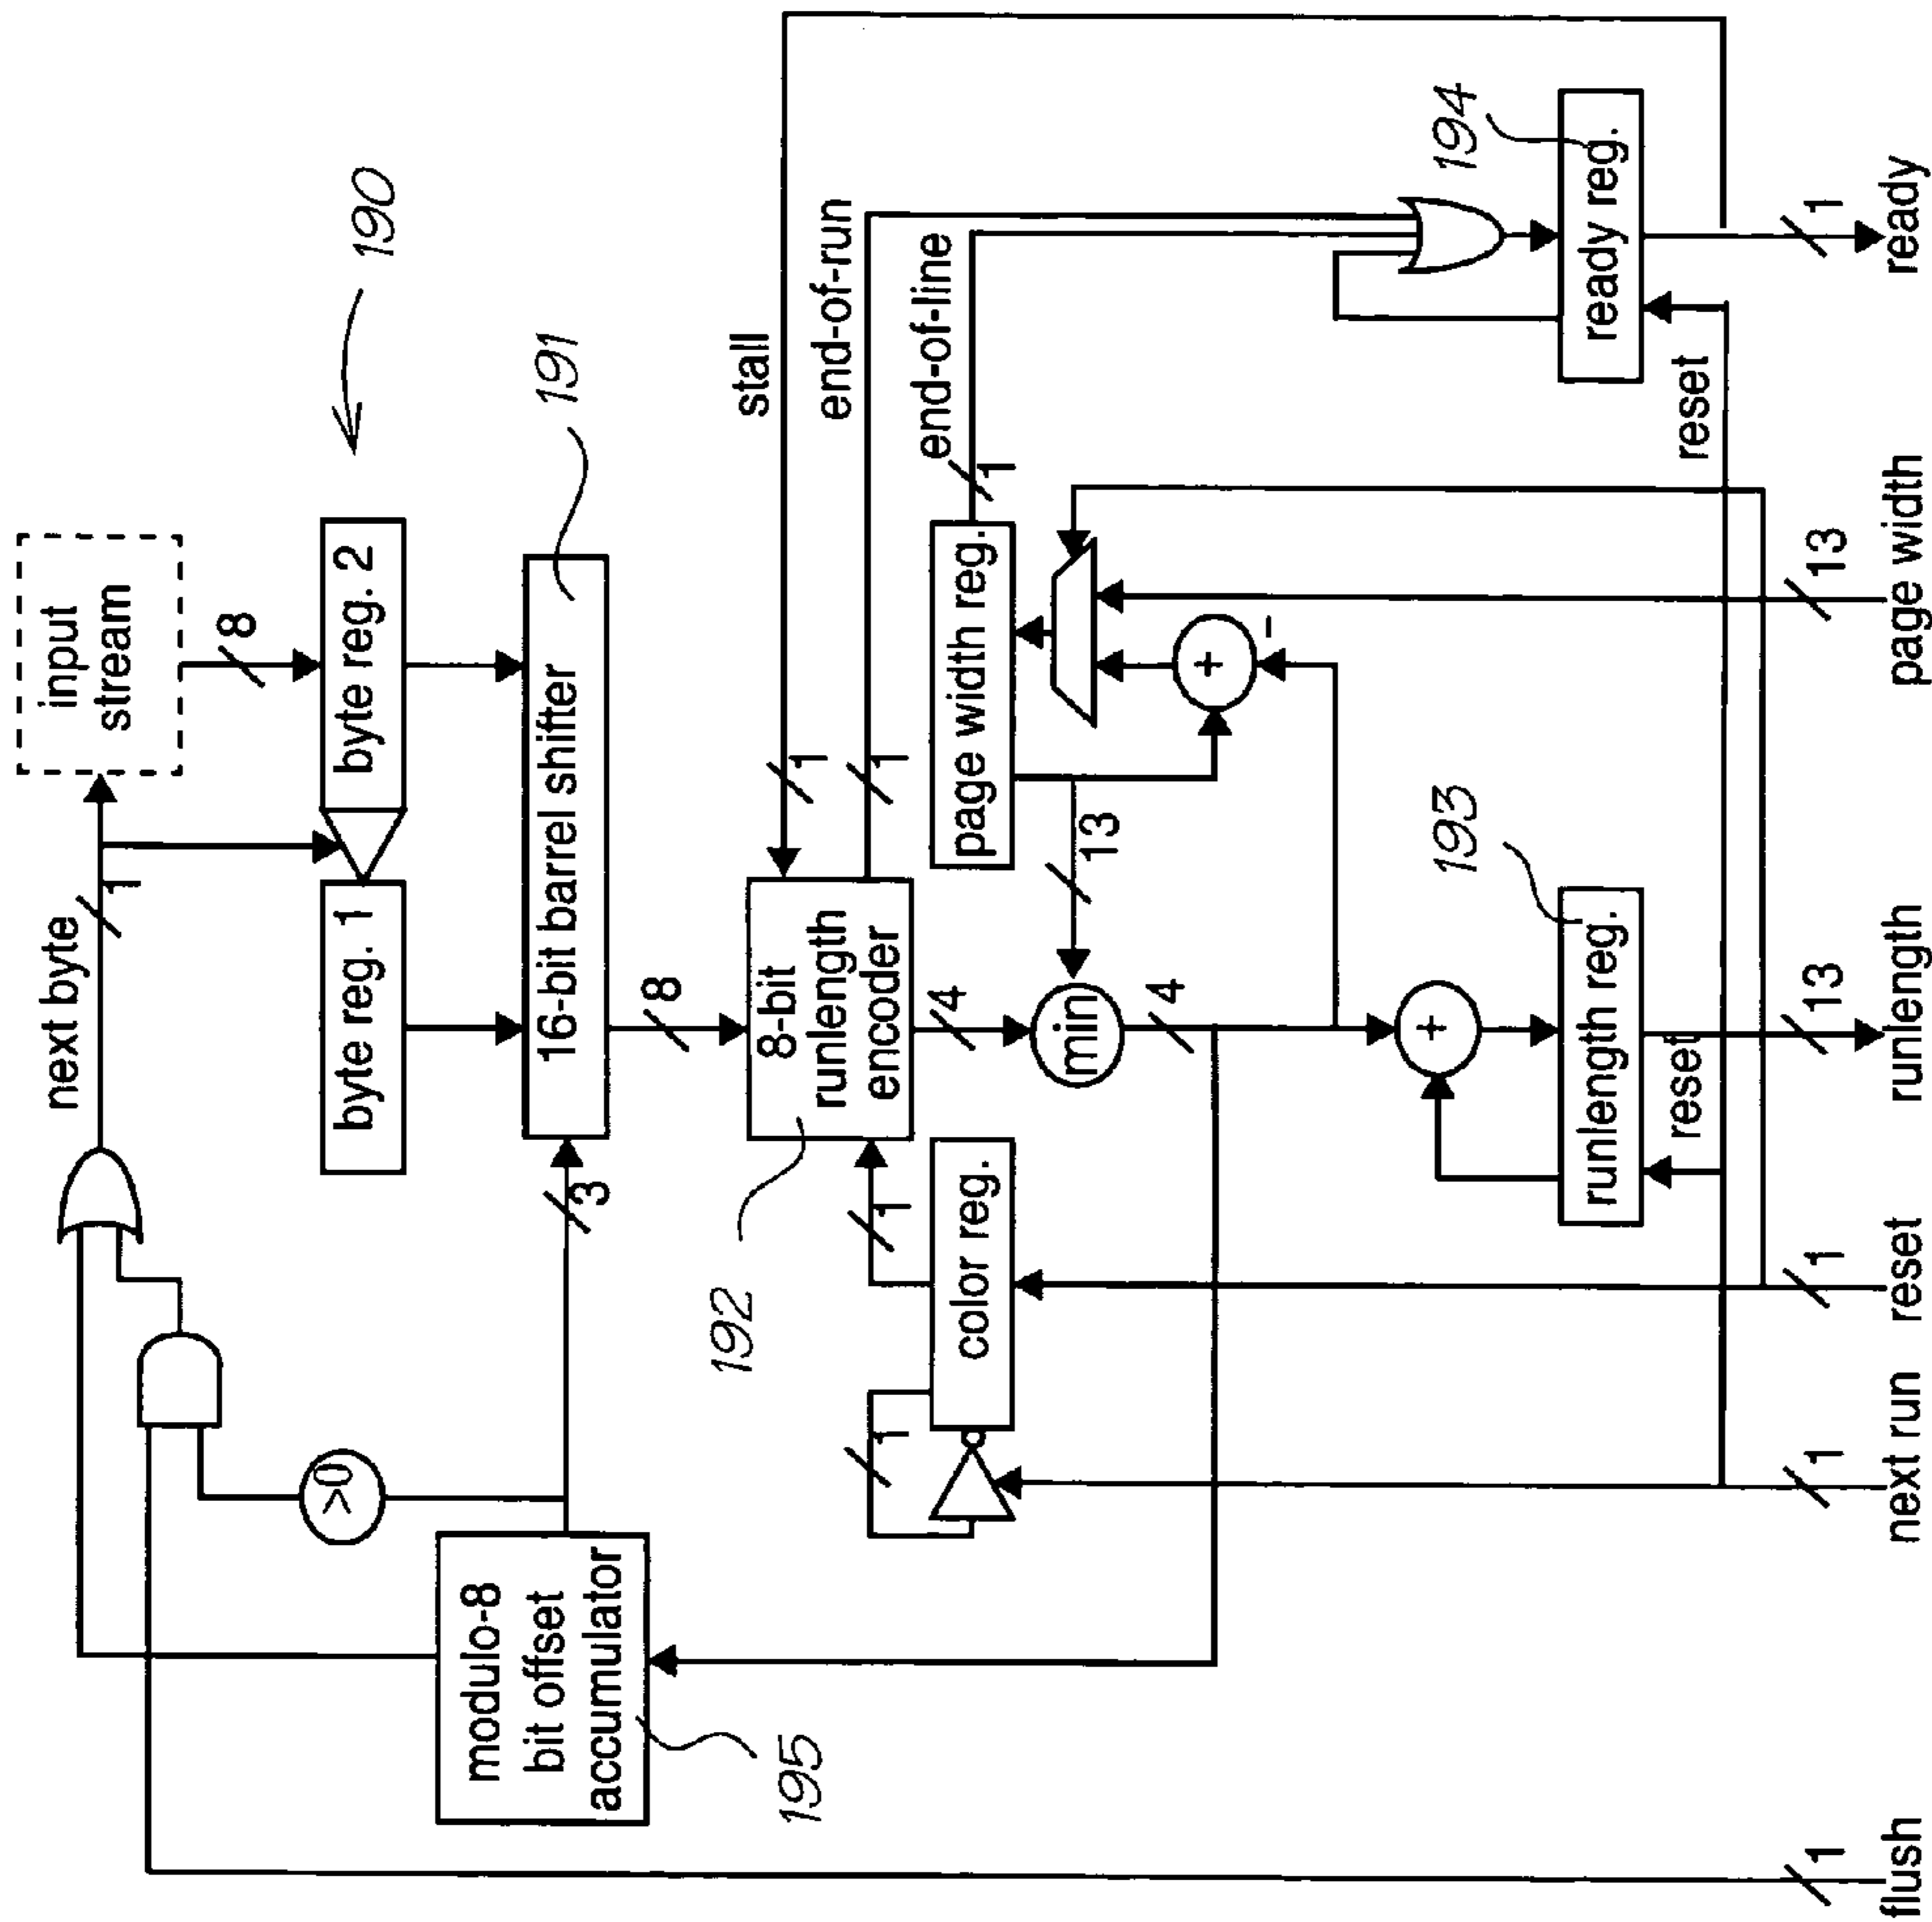 input
stream
next byte
1
8
190
byte reg. 1
byte reg. 2
191
16-bit barrel shifter
3
8
>0
modulo-8
bit offset
accumulator
195
192
8-bit
runlength
encoder
stall
1
end-of-run
1
end-of-line
1
color reg.
1
1
4
min
4
13
page width reg.
+
-
+
193
runlength reg.
reset
194
ready reg.
reset
1
flush
1
next run
1
reset
13
runlength
13
page width
1
ready